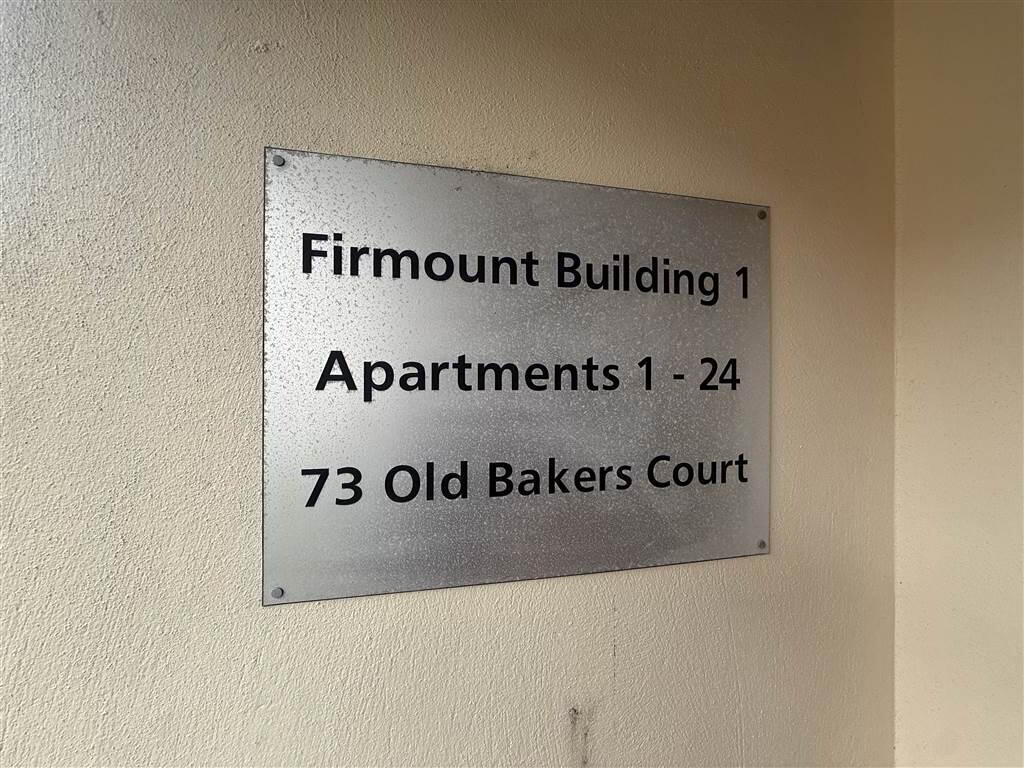 Firmount Building 1
Apartments 1 - 24
73 Old Bakers Court